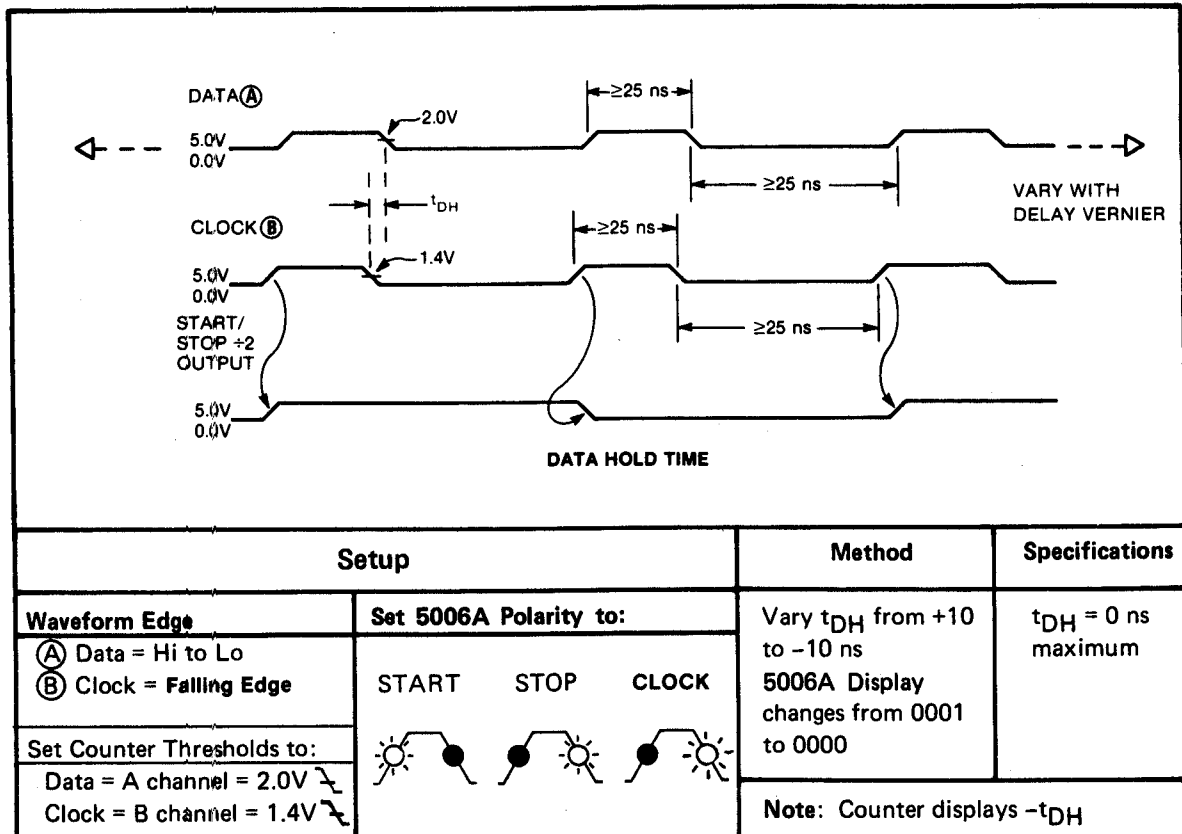 DATA Ⓐ
5.0V
0.0V
2.0V
≥25 ns
≥25 ns
VARY WITH
DELAY VERNIER
tDH
CLOCK Ⓑ
5.0V
0.0V
1.4V
≥25 ns
≥25 ns
START/
STOP ÷2
OUTPUT
5.0V
0.0V
DATA HOLD TIME
Setup
Method
Specifications
Waveform Edge
Ⓐ Data = Hi to Lo
Ⓑ Clock = Falling Edge
Set Counter Thresholds to:
Data = A channel = 2.0V
Clock = B channel = 1.4V
Set 5006A Polarity to:
START STOP CLOCK
Vary tDH from +10
to -10 ns
5006A Display
changes from 0001
to 0000
tDH = 0 ns
maximum
Note: Counter displays -tDH